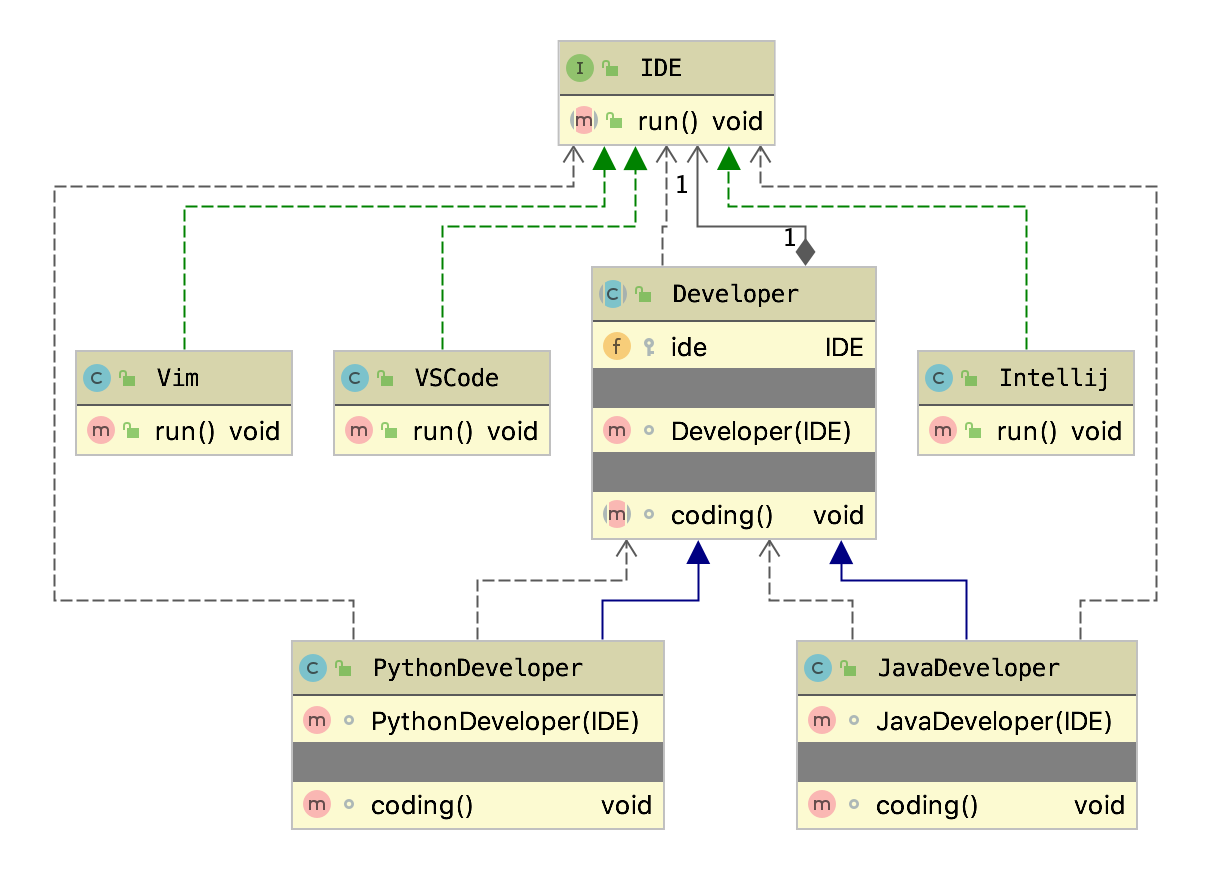 I IDE
m run() void
1
1
C Developer
f ide IDE
m Developer(IDE)
m coding() void
C Vim
m run() void
C VSCode
m run() void
C Intellij
m run() void
C PythonDeveloper
m PythonDeveloper(IDE)
m coding() void
C JavaDeveloper
m JavaDeveloper(IDE)
m coding() void